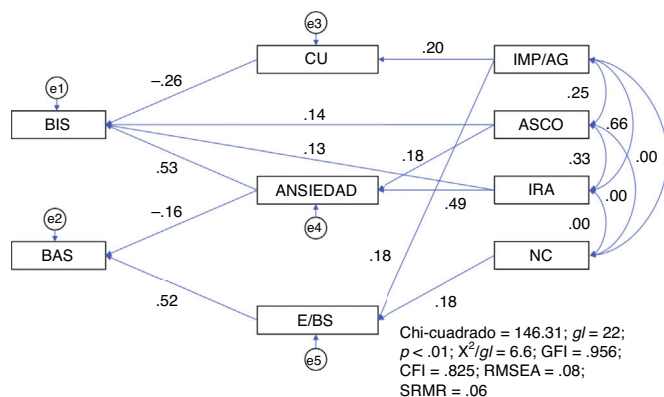 e3
CU
.20
IMP/AG
–.26
.25
e1
BIS
.14
ASCO
.66
.13
.18
.33
.00
.53
ANSIEDAD
IRA
.00
–.16
.49
e2
e4
.00
BAS
.18
NC
.52
.18
E/BS
e5
Chi-cuadrado = 146.31; gl = 22;
p < .01; X²/gl = 6.6; GFI = .956;
CFI = .825; RMSEA = .08;
SRMR = .06